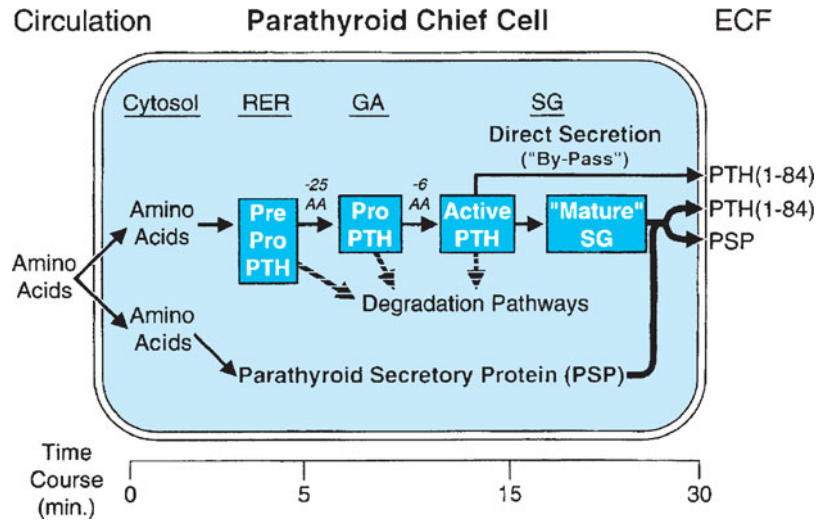 Circulation
Parathyroid Chief Cell
ECF
Cytosol
RER
GA
SG
Direct Secretion
("By-Pass")
PTH(1-84)
-25
AA
-6
AA
Amino
Acids
Pre
Pro
PTH
Pro
PTH
Active
PTH
"Mature"
SG
PTH(1-84)
PSP
Amino
Acids
Degradation Pathways
Amino
Acids
Parathyroid Secretory Protein (PSP)
Time
Course
(min.)
0
5
15
30